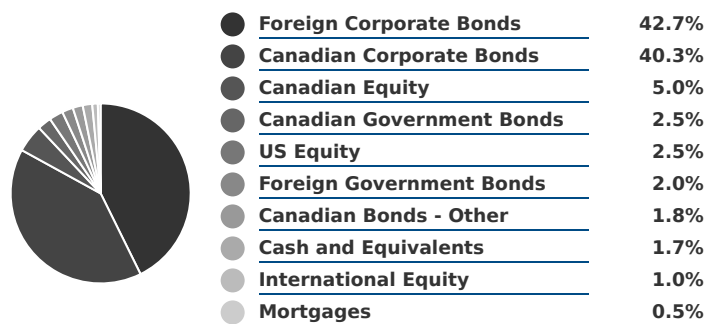 Foreign Corporate Bonds 42.7%
Canadian Corporate Bonds 40.3%
Canadian Equity 5.0%
Canadian Government Bonds 2.5%
US Equity 2.5%
Foreign Government Bonds 2.0%
Canadian Bonds - Other 1.8%
Cash and Equivalents 1.7%
International Equity 1.0%
Mortgages 0.5%